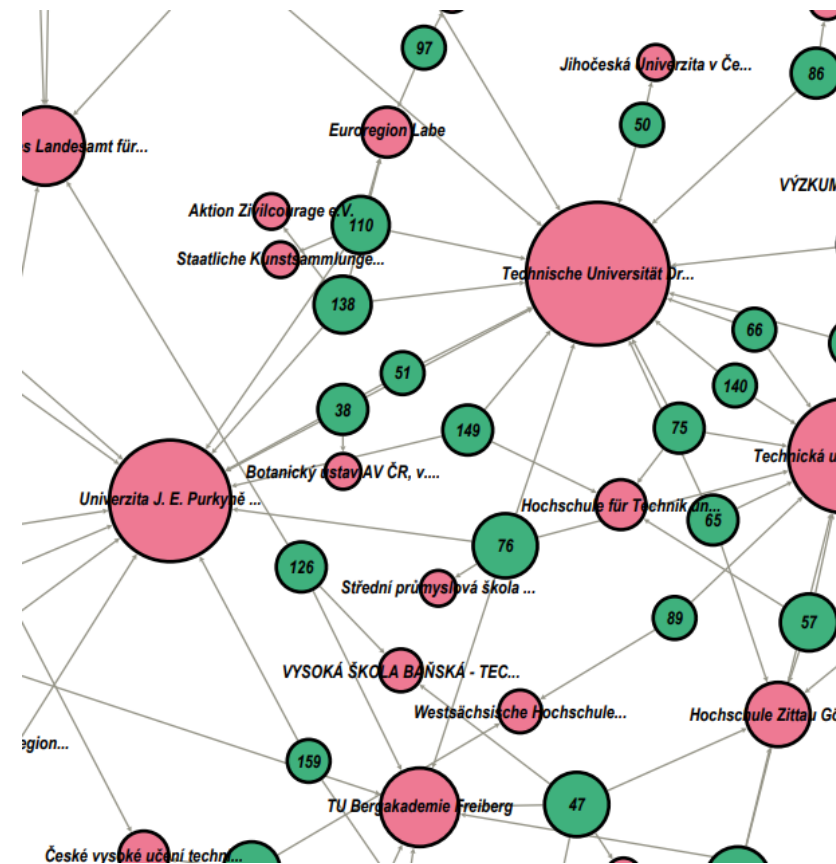 97
Jihočeská Univerzita v Če...
86
50
Euroregion Labe
s Landesamt für...
VÝZKUM
Aktion Zivilcourage e.V.
110
Staatliche Kunstsammlunge...
Technische Universität Dr...
138
66
51
140
38
149
75
Technická u
Botanický ústav AV ČR, v....
Univerzita J. E. Purkyně ...
Hochschule für Technik un...
65
76
126
Střední průmyslová škola ...
89
57
VYSOKÁ ŠKOLA BÁŇSKÁ - TEC...
Westsächsische Hochschule...
Hochschule Zittau Gö
egion...
159
TU Bergakademie Freiberg
47
České vysoké učení techni...